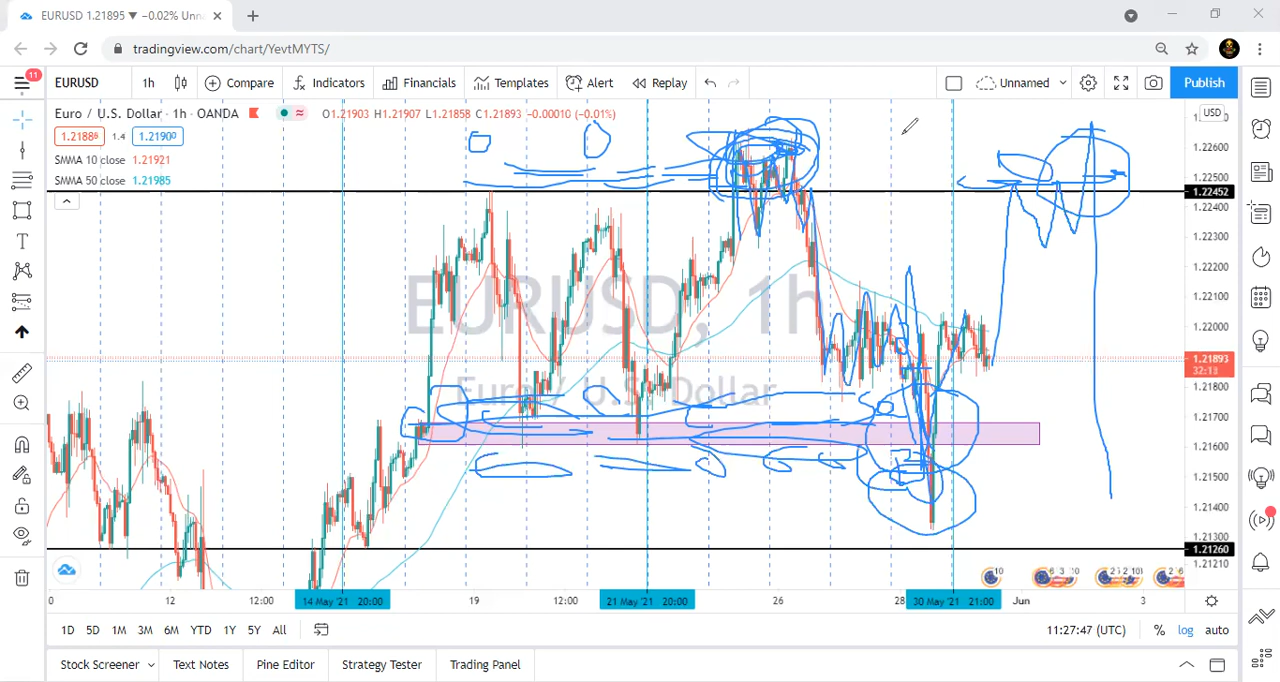 EURUSD 1.21895 ▼ −0.02% Unn
tradingview.com/chart/YevtMYTS/
11
EURUSD 1h Compare Indicators Financials Templates Alert Replay Unnamed Publish
Euro / U.S. Dollar · 1h · OANDA O1.21903 H1.21907 L1.21858 C1.21893 −0.00010 (−0.01%)
USD
1.21886 1.4 1.21900
SMMA 10 close 1.21921
SMMA 50 close 1.21985
1.22600
1.22500
1.22452
1.22400
1.22300
1.22200
1.22100
1.22000
1.21893
32:13
1.21800
1.21700
1.21600
1.21500
1.21400
1.21300
1.21260
1.21210
EURUSD, 1h
Euro / U.S. Dollar
0 12 12:00 14 May '21 20:00 19 12:00 21 May '21 20:00 26 28 30 May '21 21:00 Jun 3
1D 5D 1M 3M 6M YTD 1Y 5Y All 11:27:47 (UTC) % log auto
Stock Screener Text Notes Pine Editor Strategy Tester Trading Panel